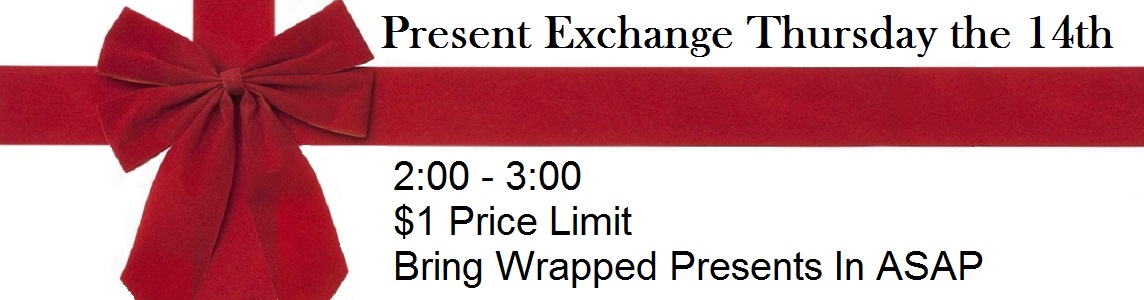 Present Exchange Thursday the 14th
2:00 - 3:00
$1 Price Limit
Bring Wrapped Presents In ASAP